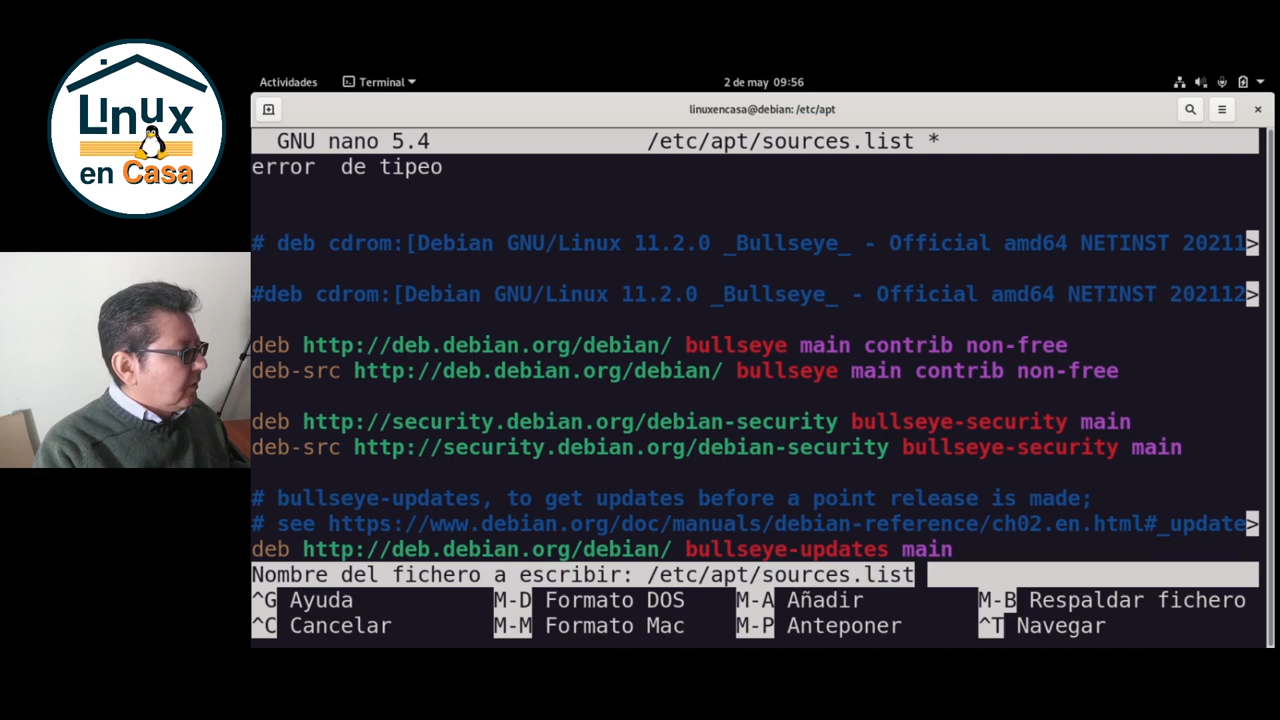 Linux
en Casa
Actividades Terminal 2 de may 09:56
linuxencasa@debian: /etc/apt
GNU nano 5.4 /etc/apt/sources.list *
error  de tipeo
# deb cdrom:[Debian GNU/Linux 11.2.0 _Bullseye_ - Official amd64 NETINST 20211>
#deb cdrom:[Debian GNU/Linux 11.2.0 _Bullseye_ - Official amd64 NETINST 202112>
deb http://deb.debian.org/debian/ bullseye main contrib non-free
deb-src http://deb.debian.org/debian/ bullseye main contrib non-free
deb http://security.debian.org/debian-security bullseye-security main
deb-src http://security.debian.org/debian-security bullseye-security main
# bullseye-updates, to get updates before a point release is made;
# see https://www.debian.org/doc/manuals/debian-reference/ch02.en.html#_update>
deb http://deb.debian.org/debian/ bullseye-updates main
Nombre del fichero a escribir: /etc/apt/sources.list
^G Ayuda M-D Formato DOS M-A Añadir M-B Respaldar fichero
^C Cancelar M-M Formato Mac M-P Anteponer ^T Navegar